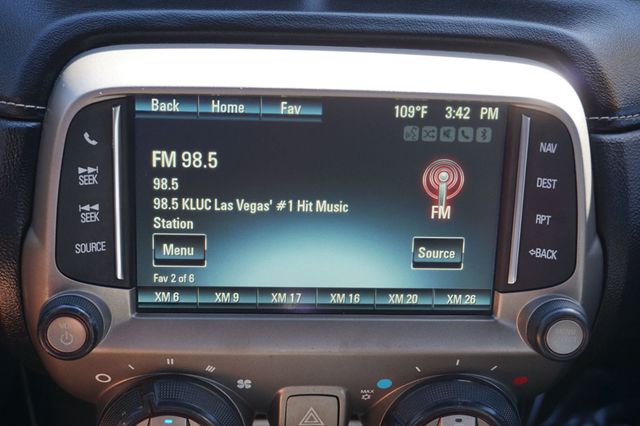 Back Home Fav 109°F 3:42 PM
SEEK
SEEK
SOURCE
FM 98.5
98.5
98.5 KLUC Las Vegas' #1 Hit Music
Station
FM
Menu
Source
Fav 2 of 6
XM 6 XM 9 XM 17 XM 16 XM 20 XM 26
NAV
DEST
RPT
BACK
VOL
MAX